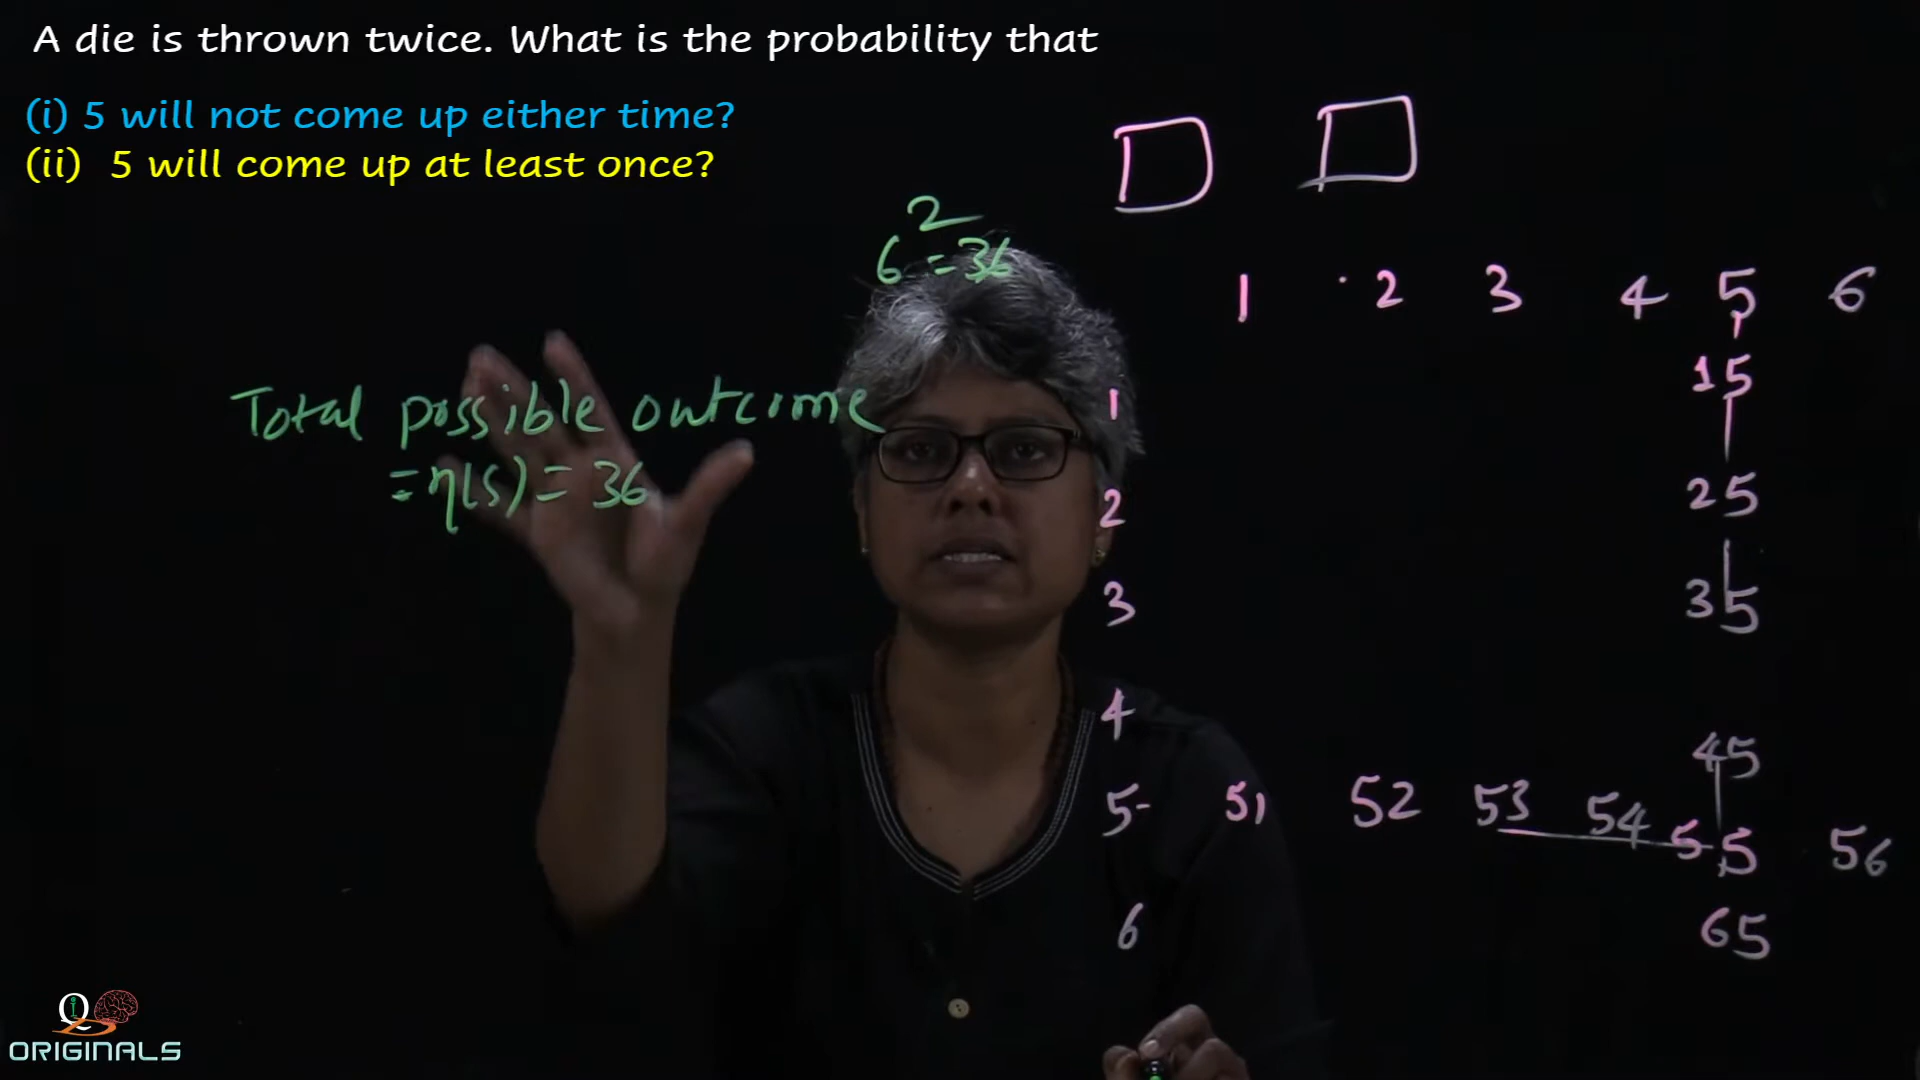 A die is thrown twice. What is the probability that
(i) 5 will not come up either time?
(ii) 5 will come up at least once?
6² = 36
Total possible outcome
= n(S) = 36
1 2 3 4 5 6
1 15
2 25
3 35
4 45
5 51 52 53 54 55 56
6 65
QiD
ORIGINALS